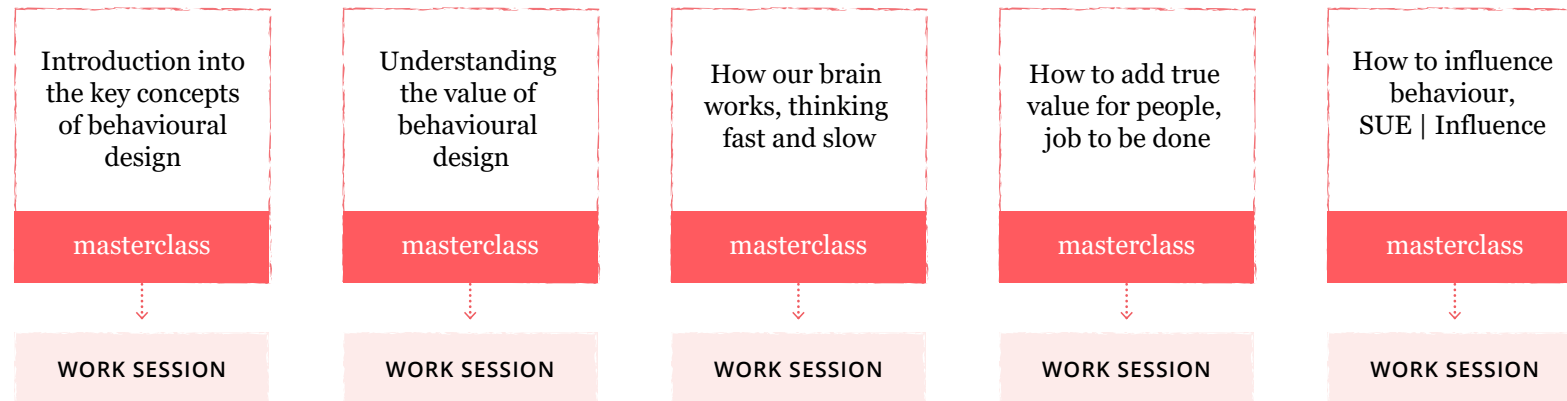 Introduction into
the key concepts
of behavioural
design
masterclass
WORK SESSION
Understanding
the value of
behavioural
design
masterclass
WORK SESSION
How our brain
works, thinking
fast and slow
masterclass
WORK SESSION
How to add true
value for people,
job to be done
masterclass
WORK SESSION
How to influence
behaviour,
SUE | Influence
masterclass
WORK SESSION